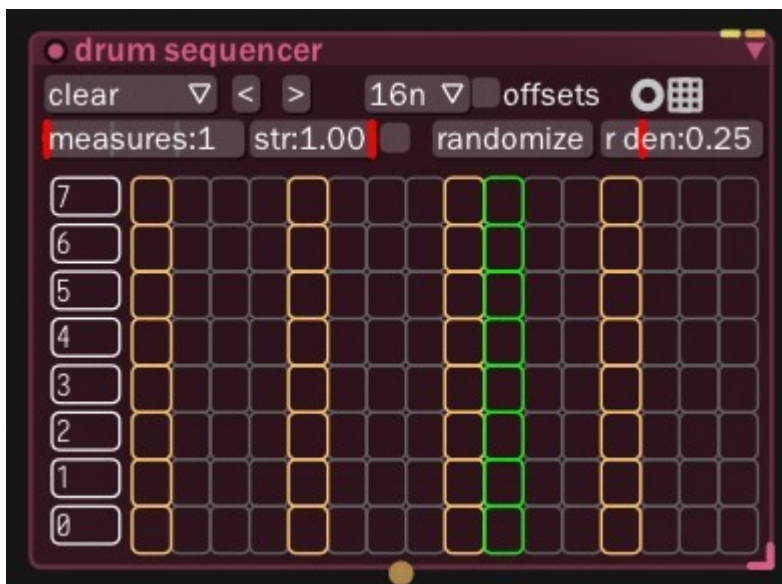 drum sequencer
clear < > 16n offsets
measures:1 str:1.00 randomize r den:0.25
7
6
5
4
3
2
1
0